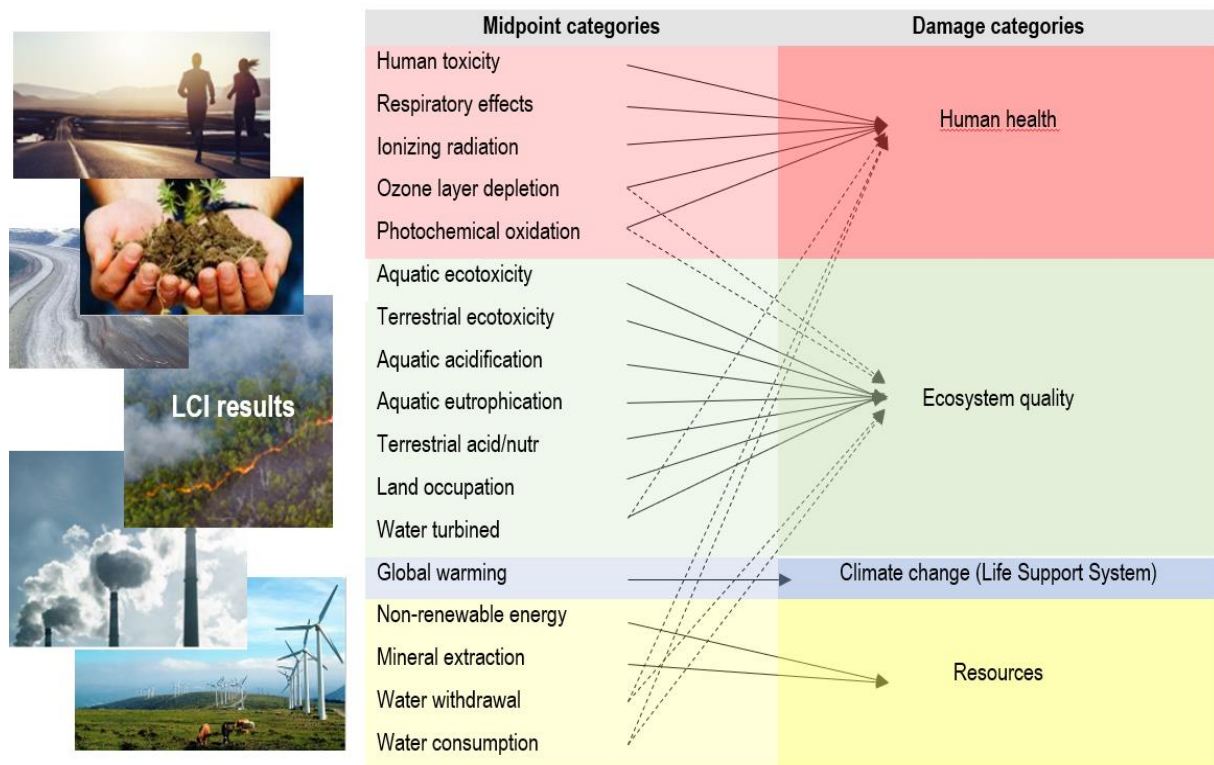 Midpoint categories
Damage categories
Human toxicity
Respiratory effects
Human health
Ionizing radiation
Ozone layer depletion
Photochemical oxidation
Aquatic ecotoxicity
Terrestrial ecotoxicity
Aquatic acidification
LCI results
Aquatic eutrophication
Ecosystem quality
Terrestrial acid/nutr
Land occupation
Water turbined
Global warming
Climate change (Life Support System)
Non-renewable energy
Mineral extraction
Resources
Water withdrawal
Water consumption